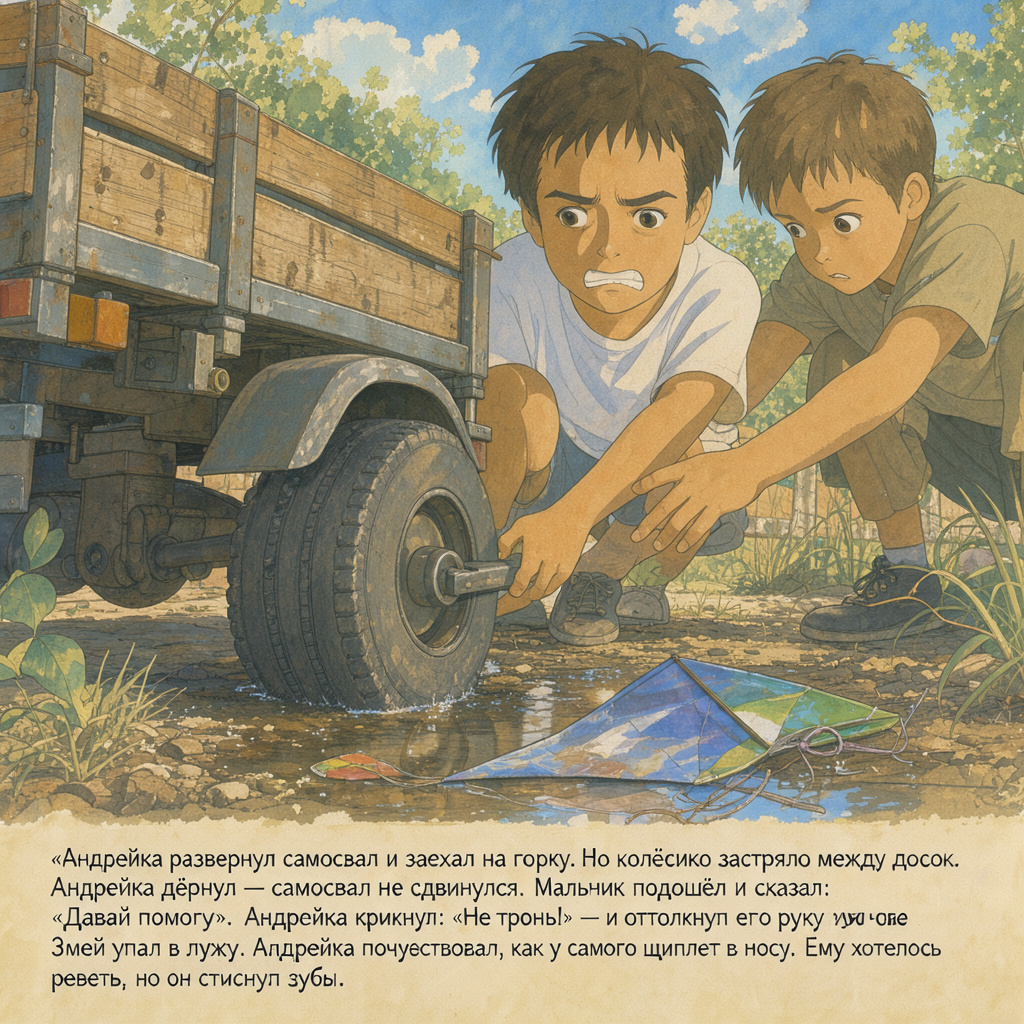 «Андрейка развернул самосвал и заехал на горку. Но колёсико застряло между досок.
Андрейка дёрнул — самосвал не сдвинулся. Мальчик подошёл и сказал:
«Давай помогу». Андрейка крикнул: «Не тронь!» — и оттолкнул его руку
Змей упал в лужу. Андрейка почувствовал, как у самого щиплет в носу. Ему хотелось
реветь, но он стиснул зубы.